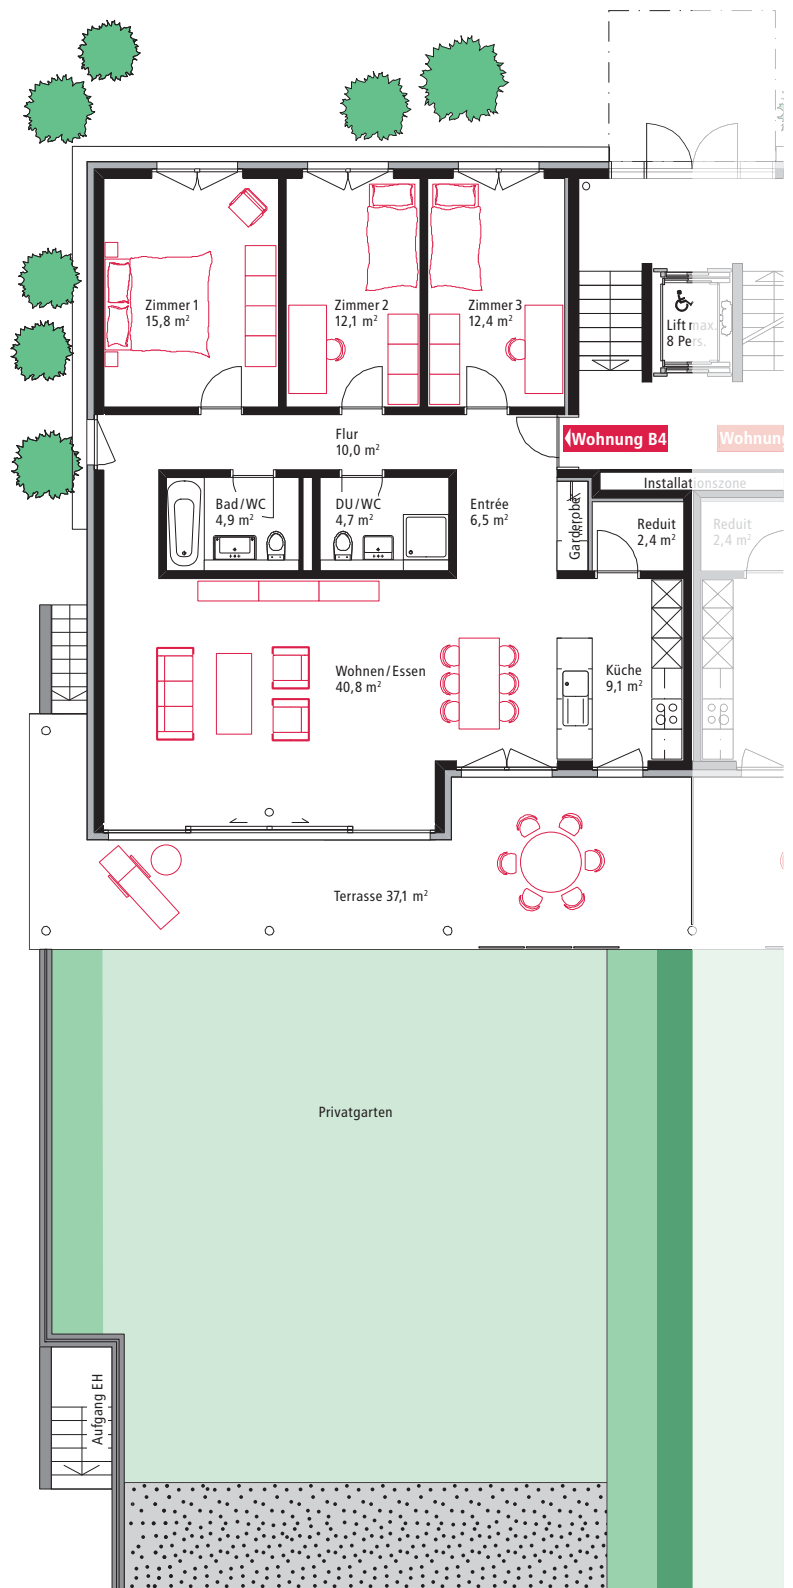 Zimmer 1
15,8 m²
Zimmer 2
12,1 m²
Zimmer 3
12,4 m²
Lift max.
8 Pers.
Flur
10,0 m²
Wohnung B4
Wohnung
Installationszone
Bad/WC
4,9 m²
DU/WC
4,7 m²
Entrée
6,5 m²
Garderobe
Reduit
2,4 m²
Reduit
2,4 m²
Wohnen/Essen
40,8 m²
Küche
9,1 m²
Terrasse 37,1 m²
Privatgarten
Aufgang EH